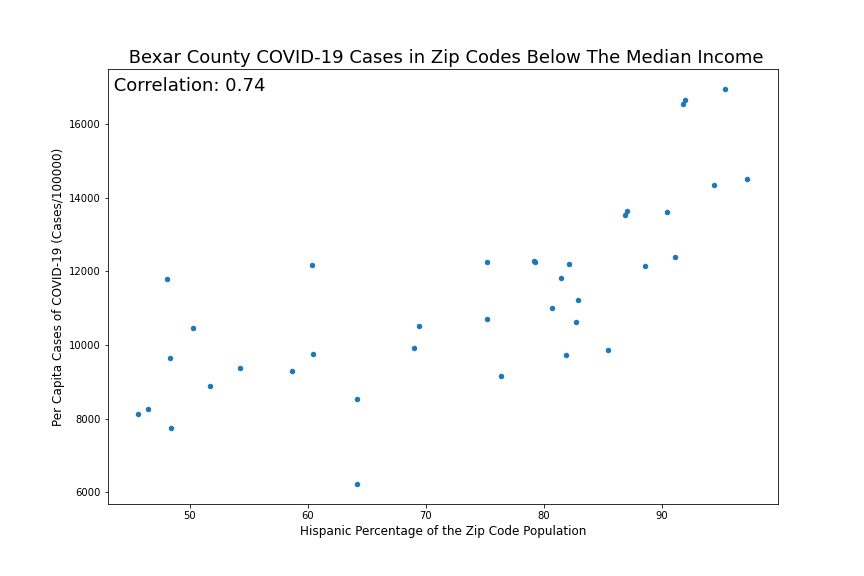 Bexar County COVID-19 Cases in Zip Codes Below The Median Income
Correlation: 0.74
Per Capita Cases of COVID-19 (Cases/100000)
16000
14000
12000
10000
8000
6000
50 60 70 80 90
Hispanic Percentage of the Zip Code Population